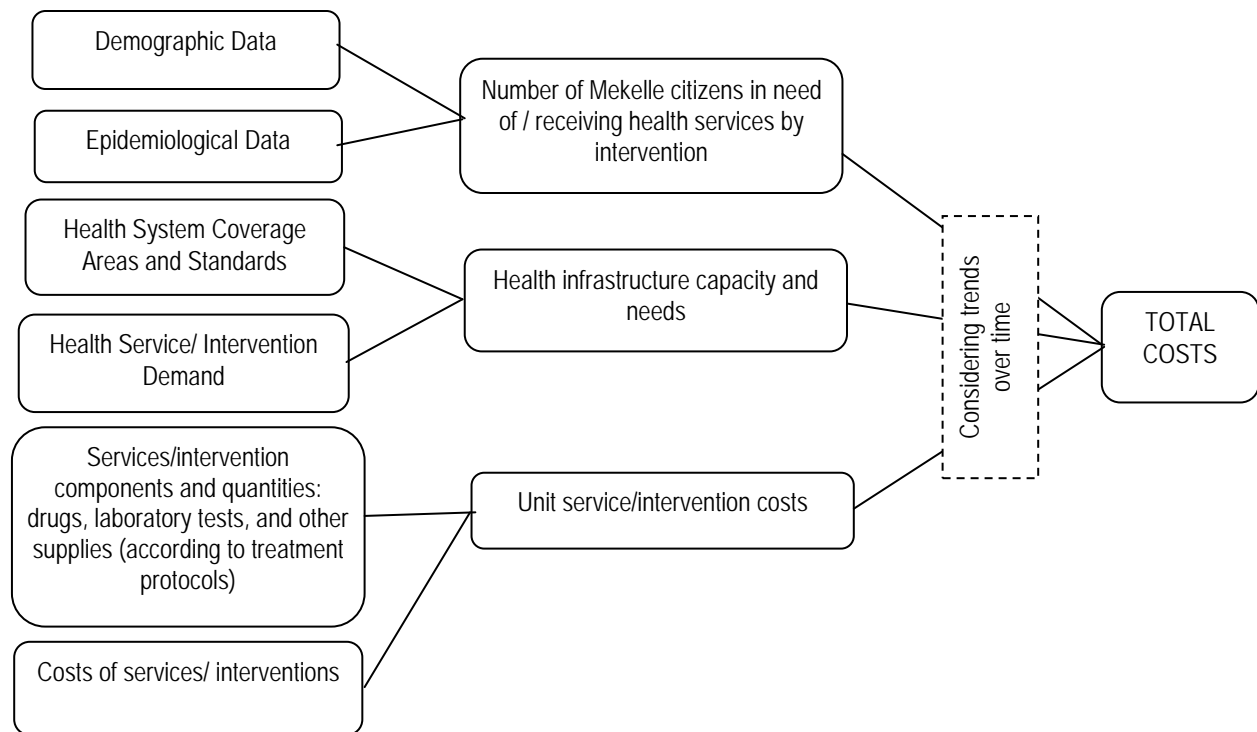 Demographic Data
Epidemiological Data
Health System Coverage
Areas and Standards
Health Service/ Intervention
Demand
Services/intervention
components and quantities:
drugs, laboratory tests, and other
supplies (according to treatment
protocols)
Costs of services/ interventions
Number of Mekelle citizens in need
of / receiving health services by
intervention
Health infrastructure capacity and
needs
Unit service/intervention costs
Considering trends
over time
TOTAL
COSTS